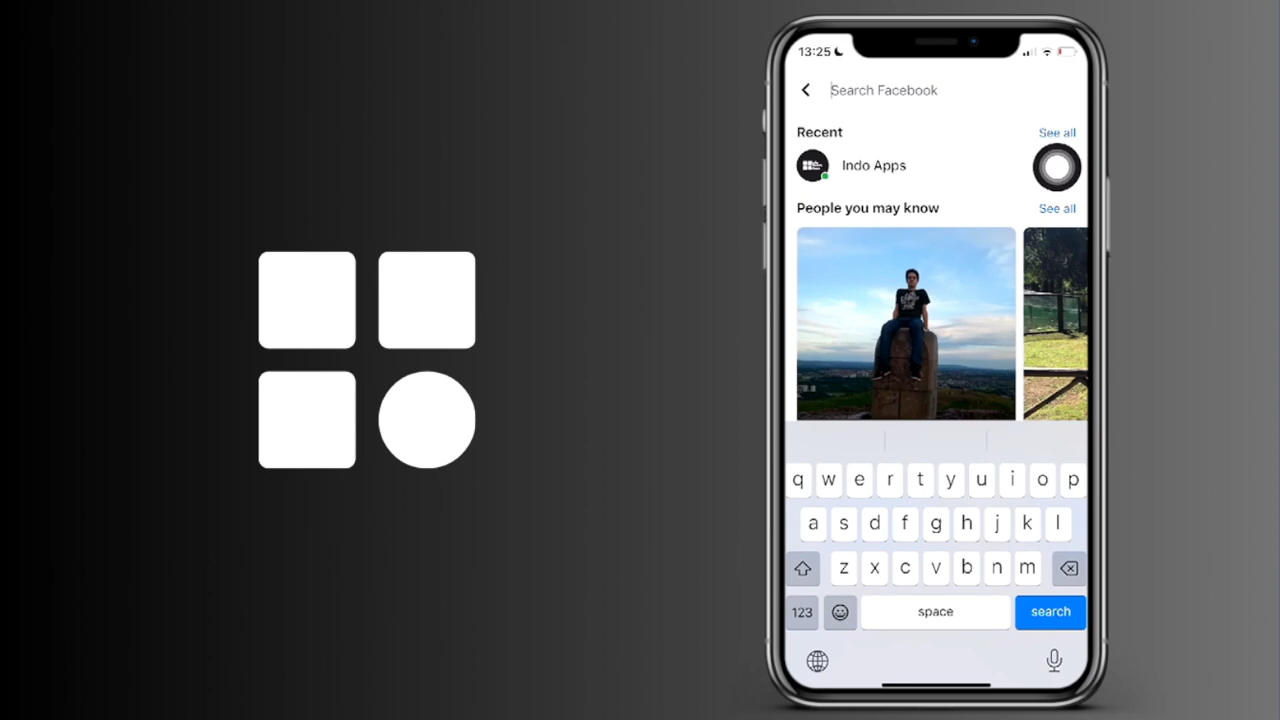 13:25
Search Facebook
Recent
See all
Indo Apps
People you may know
See all
q w e r t y u i o p
a s d f g h j k l
z x c v b n m
123 space search